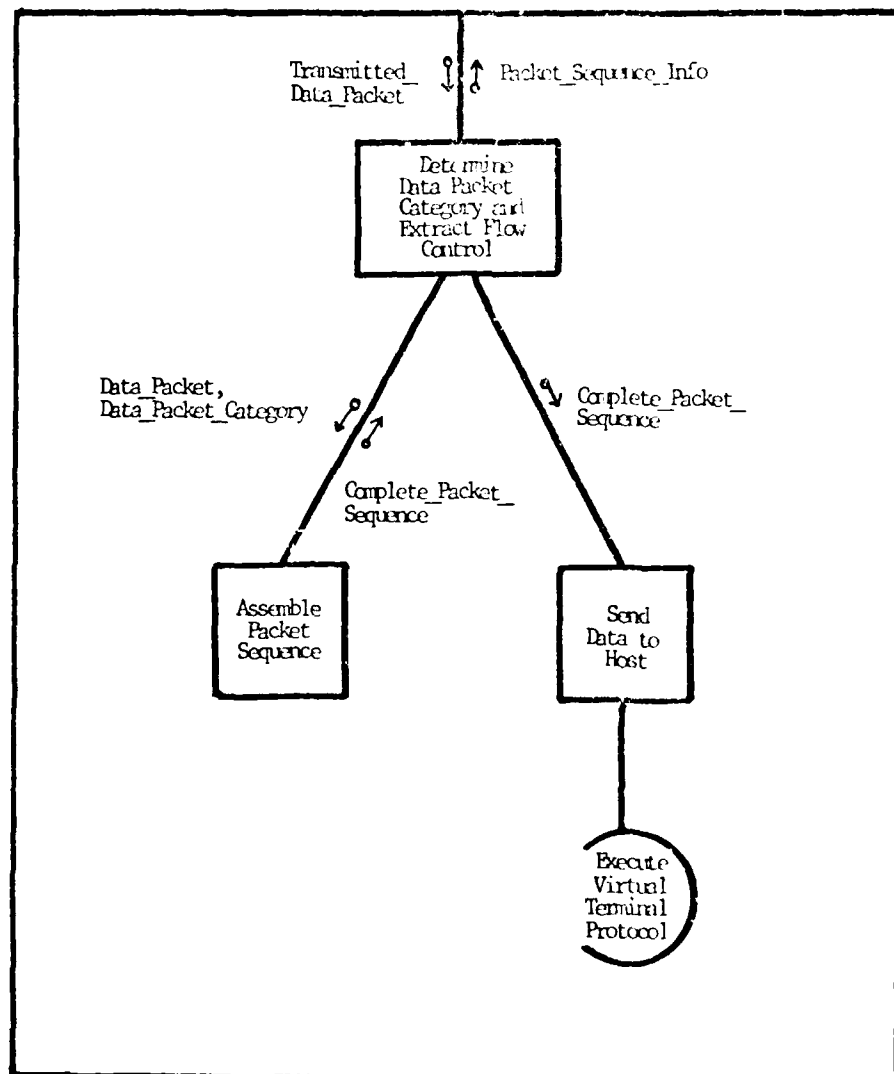 Transmitted_
Data_Packet
Packet_Sequence_Info
Determine
Data Packet
Category and
Extract Flow
Control
Data_Packet,
Data_Packet_Category
Complete_Packet_
Sequence
Complete_Packet_
Sequence
Assemble
Packet
Sequence
Send
Data to
Host
Execute
Virtual
Terminal
Protocol